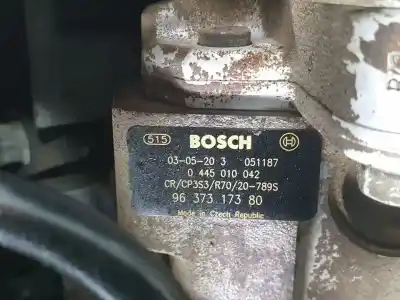 515 BOSCH
03-05-20 3 051187
0 445 010 042
CR/CP3S3/R70/20-789S
96 373 173 80
Made in Czech Republic